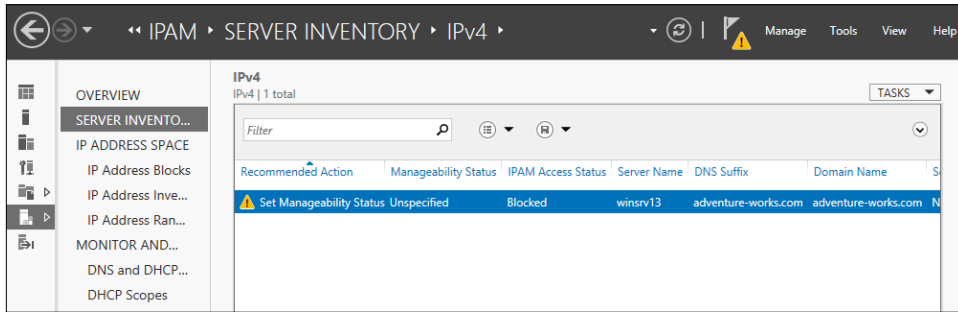 IPAM ▸ SERVER INVENTORY ▸ IPv4 ▸
Manage Tools View Help
OVERVIEW
SERVER INVENTO...
IP ADDRESS SPACE
IP Address Blocks
IP Address Inve...
IP Address Ran...
MONITOR AND...
DNS and DHCP...
DHCP Scopes
IPv4
IPv4 | 1 total
TASKS
Filter
Recommended Action Manageability Status IPAM Access Status Server Name DNS Suffix Domain Name S
Set Manageability Status Unspecified Blocked winsrv13 adventure-works.com adventure-works.com N